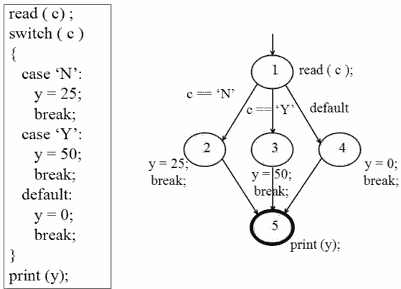 read ( c ) ;
switch ( c )
{
case ‘N’:
y = 25;
break;
case ‘Y’:
y = 50;
break;
default:
y = 0;
break;
}
print (y);
1
read ( c );
c == ‘N’
c == ‘Y’
default
2
3
4
y = 25;
break;
y = 50;
break;
y = 0;
break;
5
print (y);